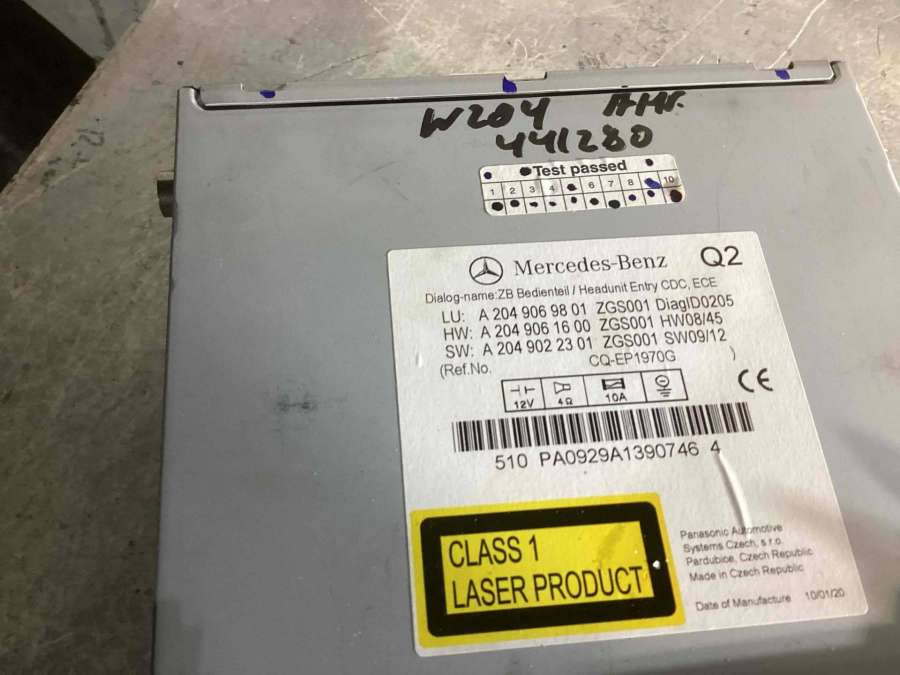 W204 AHK.
441280
Test passed
1 2 3 4 6 7 8 10
Mercedes-Benz Q2
Dialog-name:ZB Bedienteil / Headunit Entry CDC, ECE
LU: A 204 906 98 01 ZGS001 DiagID0205
HW: A 204 906 16 00 ZGS001 HW08/45
SW: A 204 902 23 01 ZGS001 SW09/12
(Ref.No. CQ-EP1970G )
12V 4Ω 10A
CE
510 PA0929A1390746 4
CLASS 1
LASER PRODUCT
Panasonic Automotive
Systems Czech, s.r.o.
Pardubice, Czech Republic
Made in Czech Republic
Date of Manufacture 10/01/20